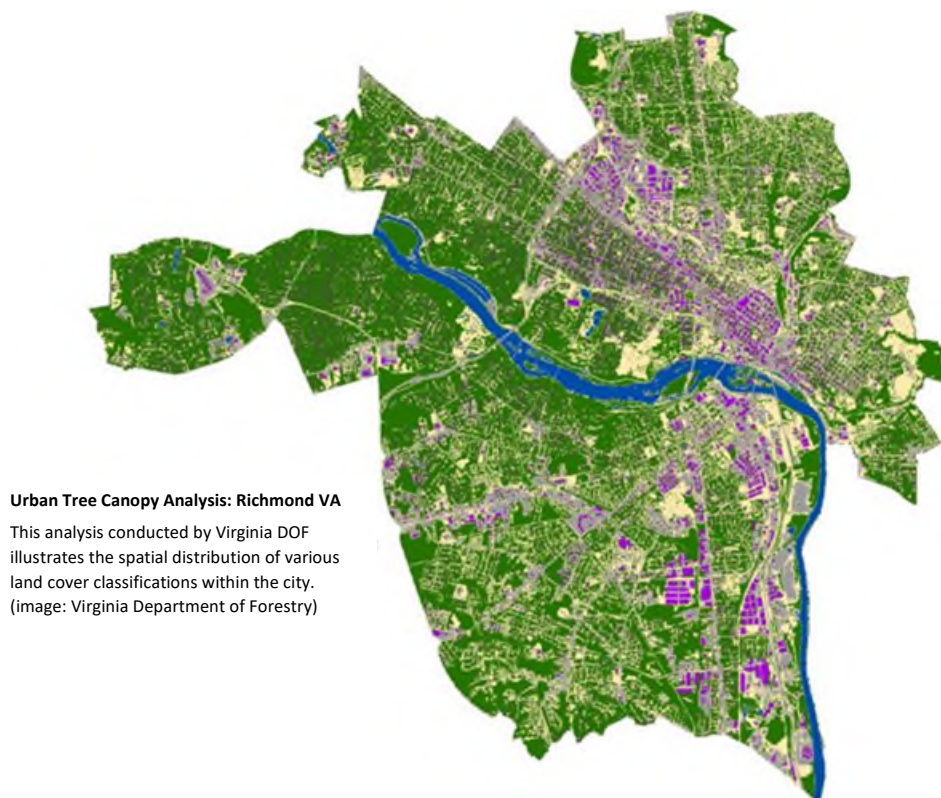 Urban Tree Canopy Analysis: Richmond VA
This analysis conducted by Virginia DOF
illustrates the spatial distribution of various
land cover classifications within the city.
(image: Virginia Department of Forestry)